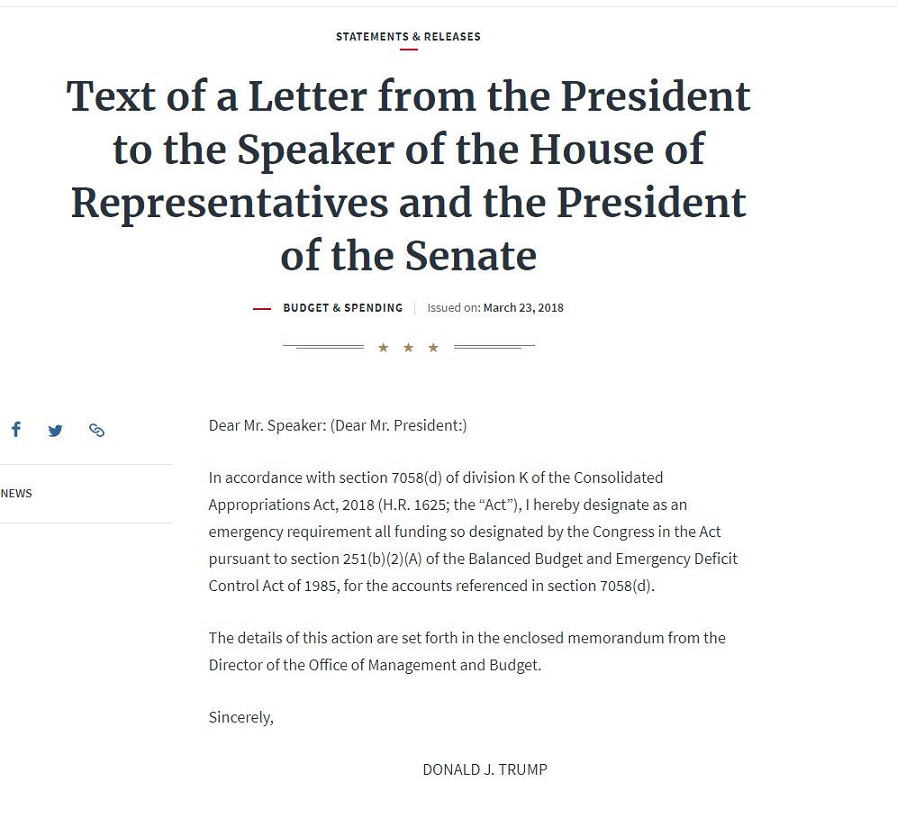 STATEMENTS & RELEASES
Text of a Letter from the President
to the Speaker of the House of
Representatives and the President
of the Senate
BUDGET & SPENDING Issued on: March 23, 2018
Dear Mr. Speaker: (Dear Mr. President:)
NEWS
In accordance with section 7058(d) of division K of the Consolidated
Appropriations Act, 2018 (H.R. 1625; the “Act”), I hereby designate as an
emergency requirement all funding so designated by the Congress in the Act
pursuant to section 251(b)(2)(A) of the Balanced Budget and Emergency Deficit
Control Act of 1985, for the accounts referenced in section 7058(d).
The details of this action are set forth in the enclosed memorandum from the
Director of the Office of Management and Budget.
Sincerely,
DONALD J. TRUMP